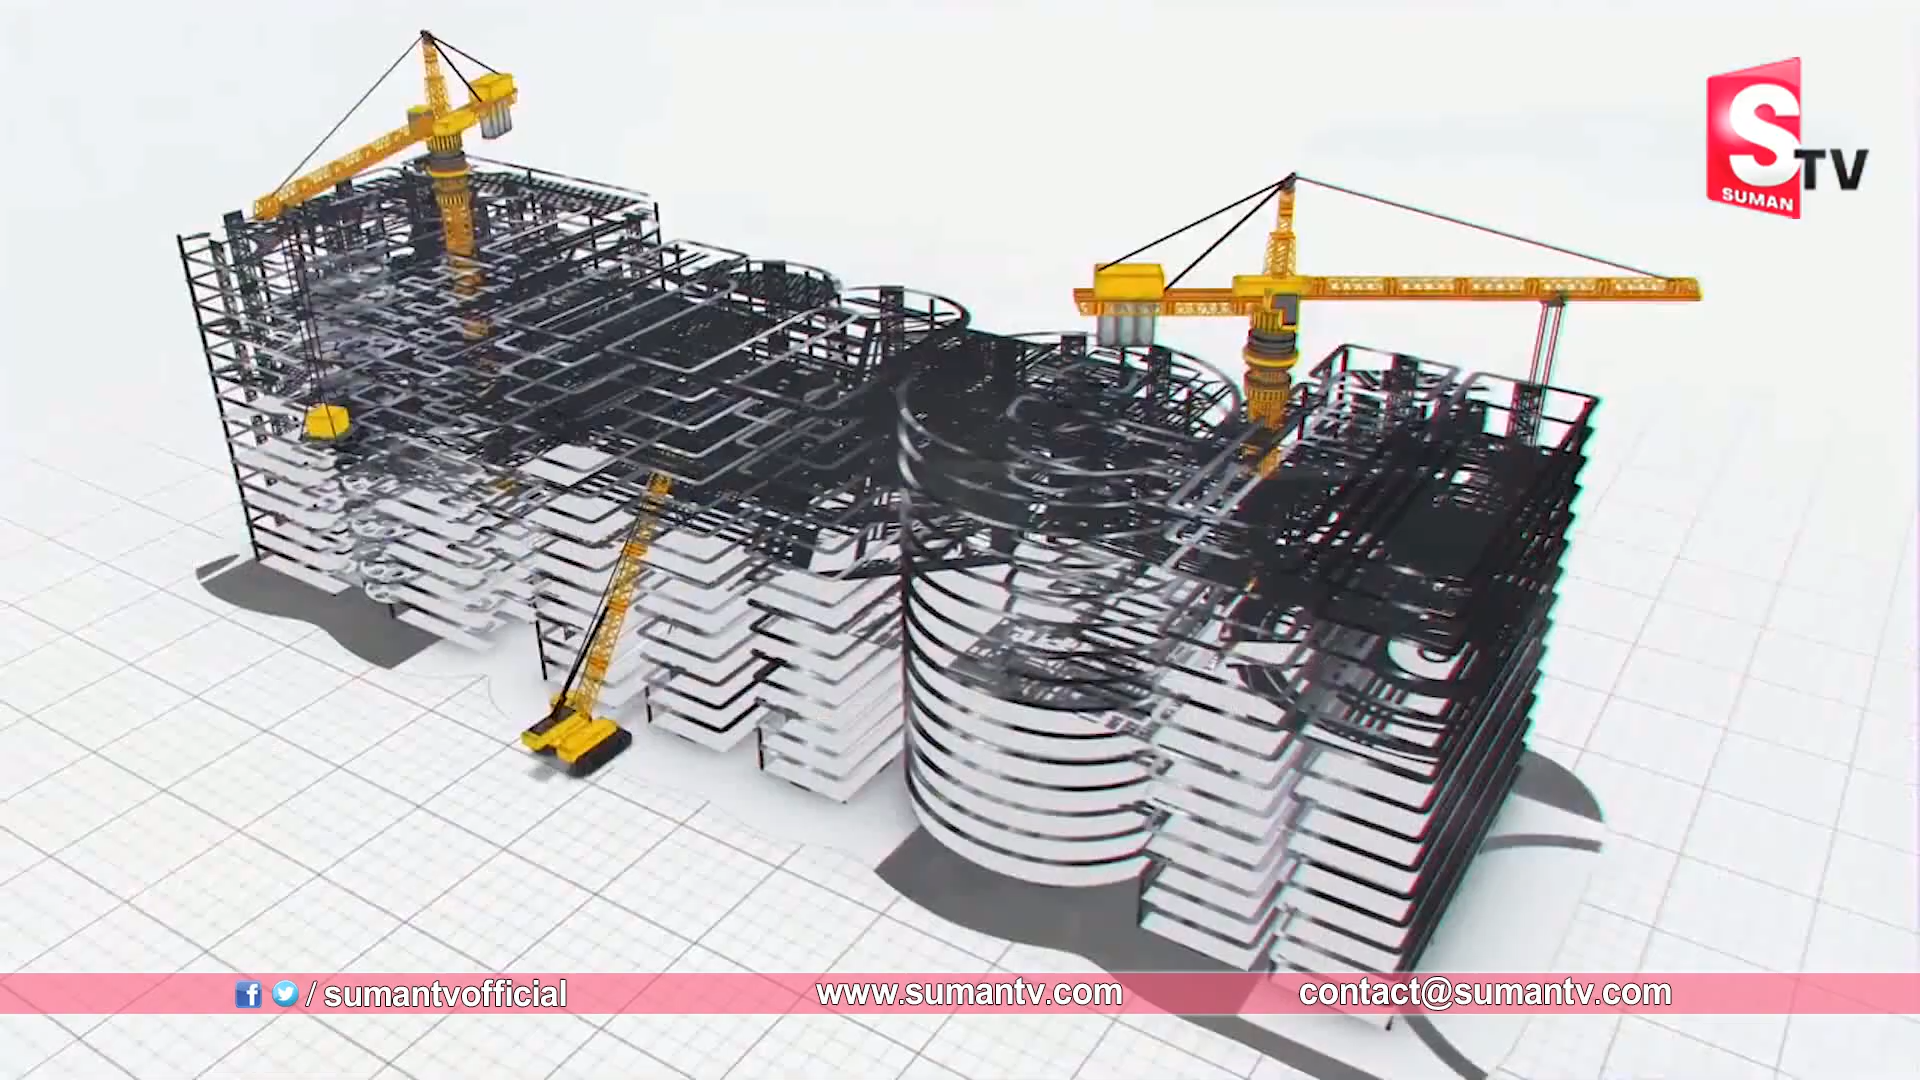 S
TV
SUMAN
/ sumantvofficial
www.sumantv.com
contact@sumantv.com